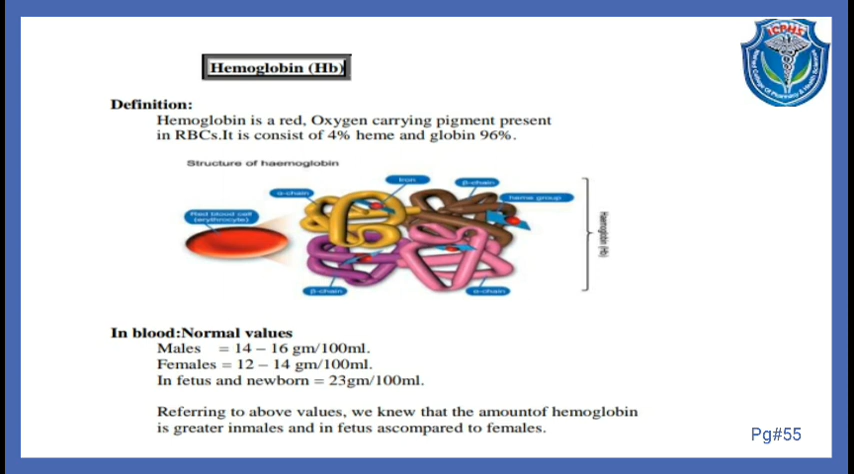 ICPHS
Hemoglobin (Hb)
Definition:
Hemoglobin is a red, Oxygen carrying pigment present
in RBCs.It is consist of 4% heme and globin 96%.
Structure of haemoglobin
Iron
β-chain
α-chain
heme group
Red blood cell
(erythrocyte)
Haemoglobin (Hb)
β-chain
α-chain
In blood:Normal values
Males = 14 – 16 gm/100ml.
Females = 12 – 14 gm/100ml.
In fetus and newborn = 23gm/100ml.
Referring to above values, we knew that the amountof hemoglobin
is greater inmales and in fetus ascompared to females.
Pg#55